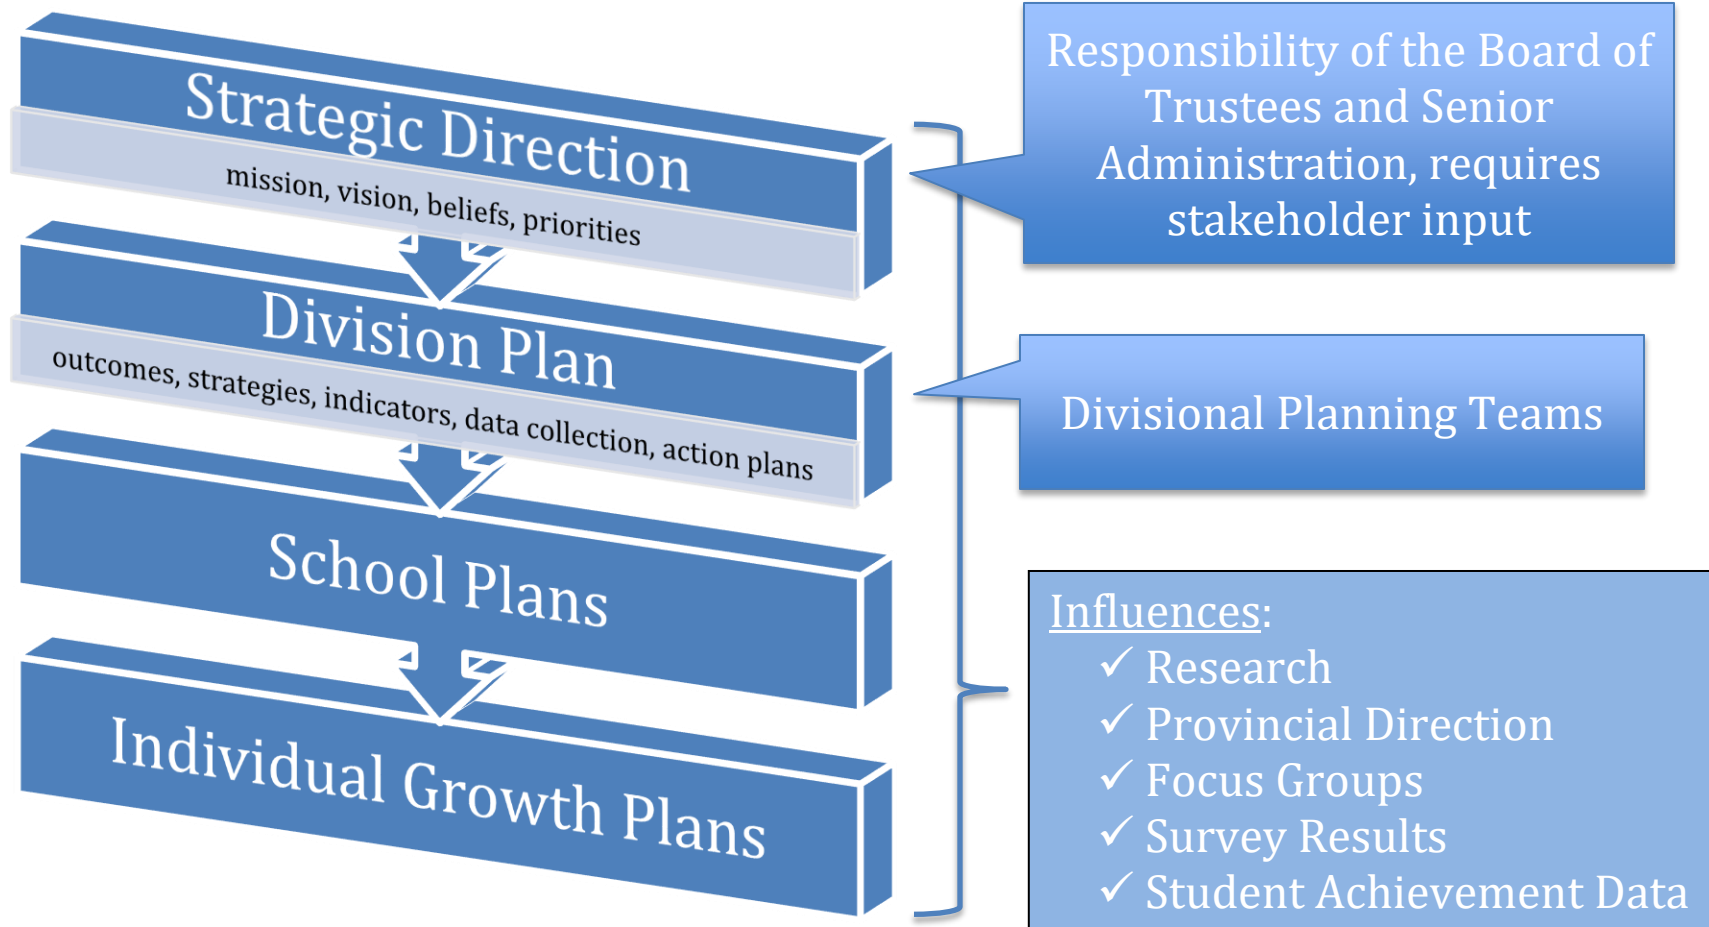 Strategic Direction
mission, vision, beliefs, priorities
Division Plan
outcomes, strategies, indicators, data collection, action plans
School Plans
Individual Growth Plans
Responsibility of the Board of
Trustees and Senior
Administration, requires
stakeholder input
Divisional Planning Teams
Influences:
✓ Research
✓ Provincial Direction
✓ Focus Groups
✓ Survey Results
✓ Student Achievement Data